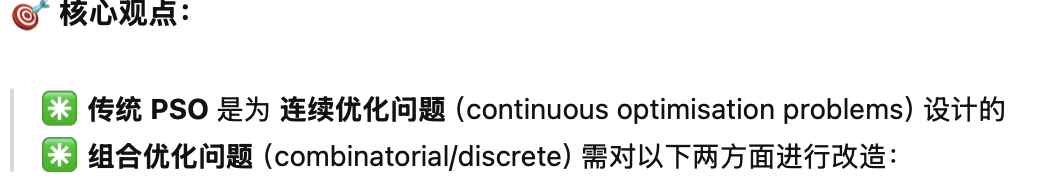 🎯 核心观点：
✳️ 传统 PSO 是为 连续优化问题（continuous optimisation problems）设计的
✳️ 组合优化问题（combinatorial/discrete）需对以下两方面进行改造：